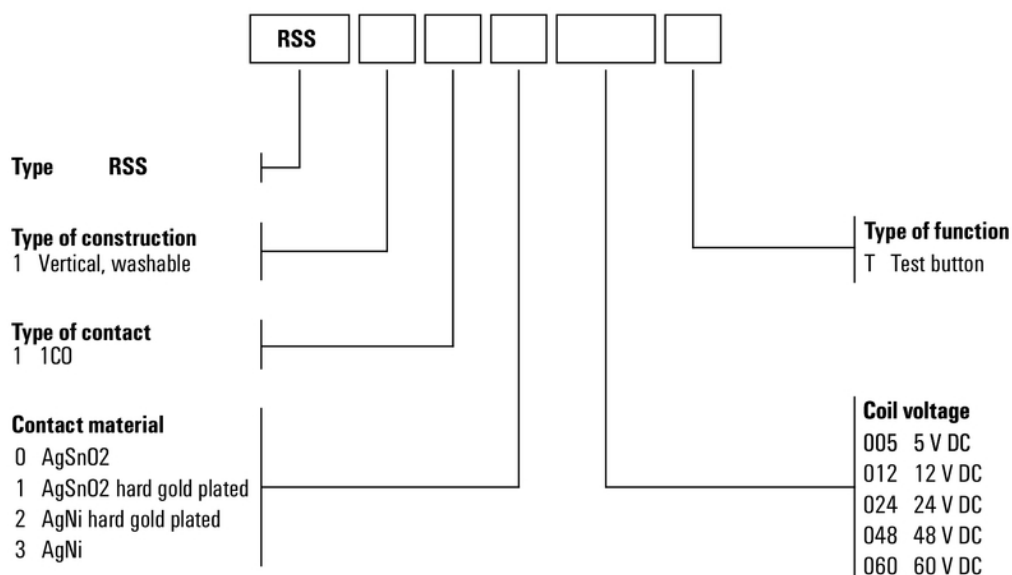 RSS
Type RSS
Type of construction
1 Vertical, washable
Type of contact
1 1CO
Contact material
0 AgSnO2
1 AgSnO2 hard gold plated
2 AgNi hard gold plated
3 AgNi
Type of function
T Test button
Coil voltage
005 5 V DC
012 12 V DC
024 24 V DC
048 48 V DC
060 60 V DC